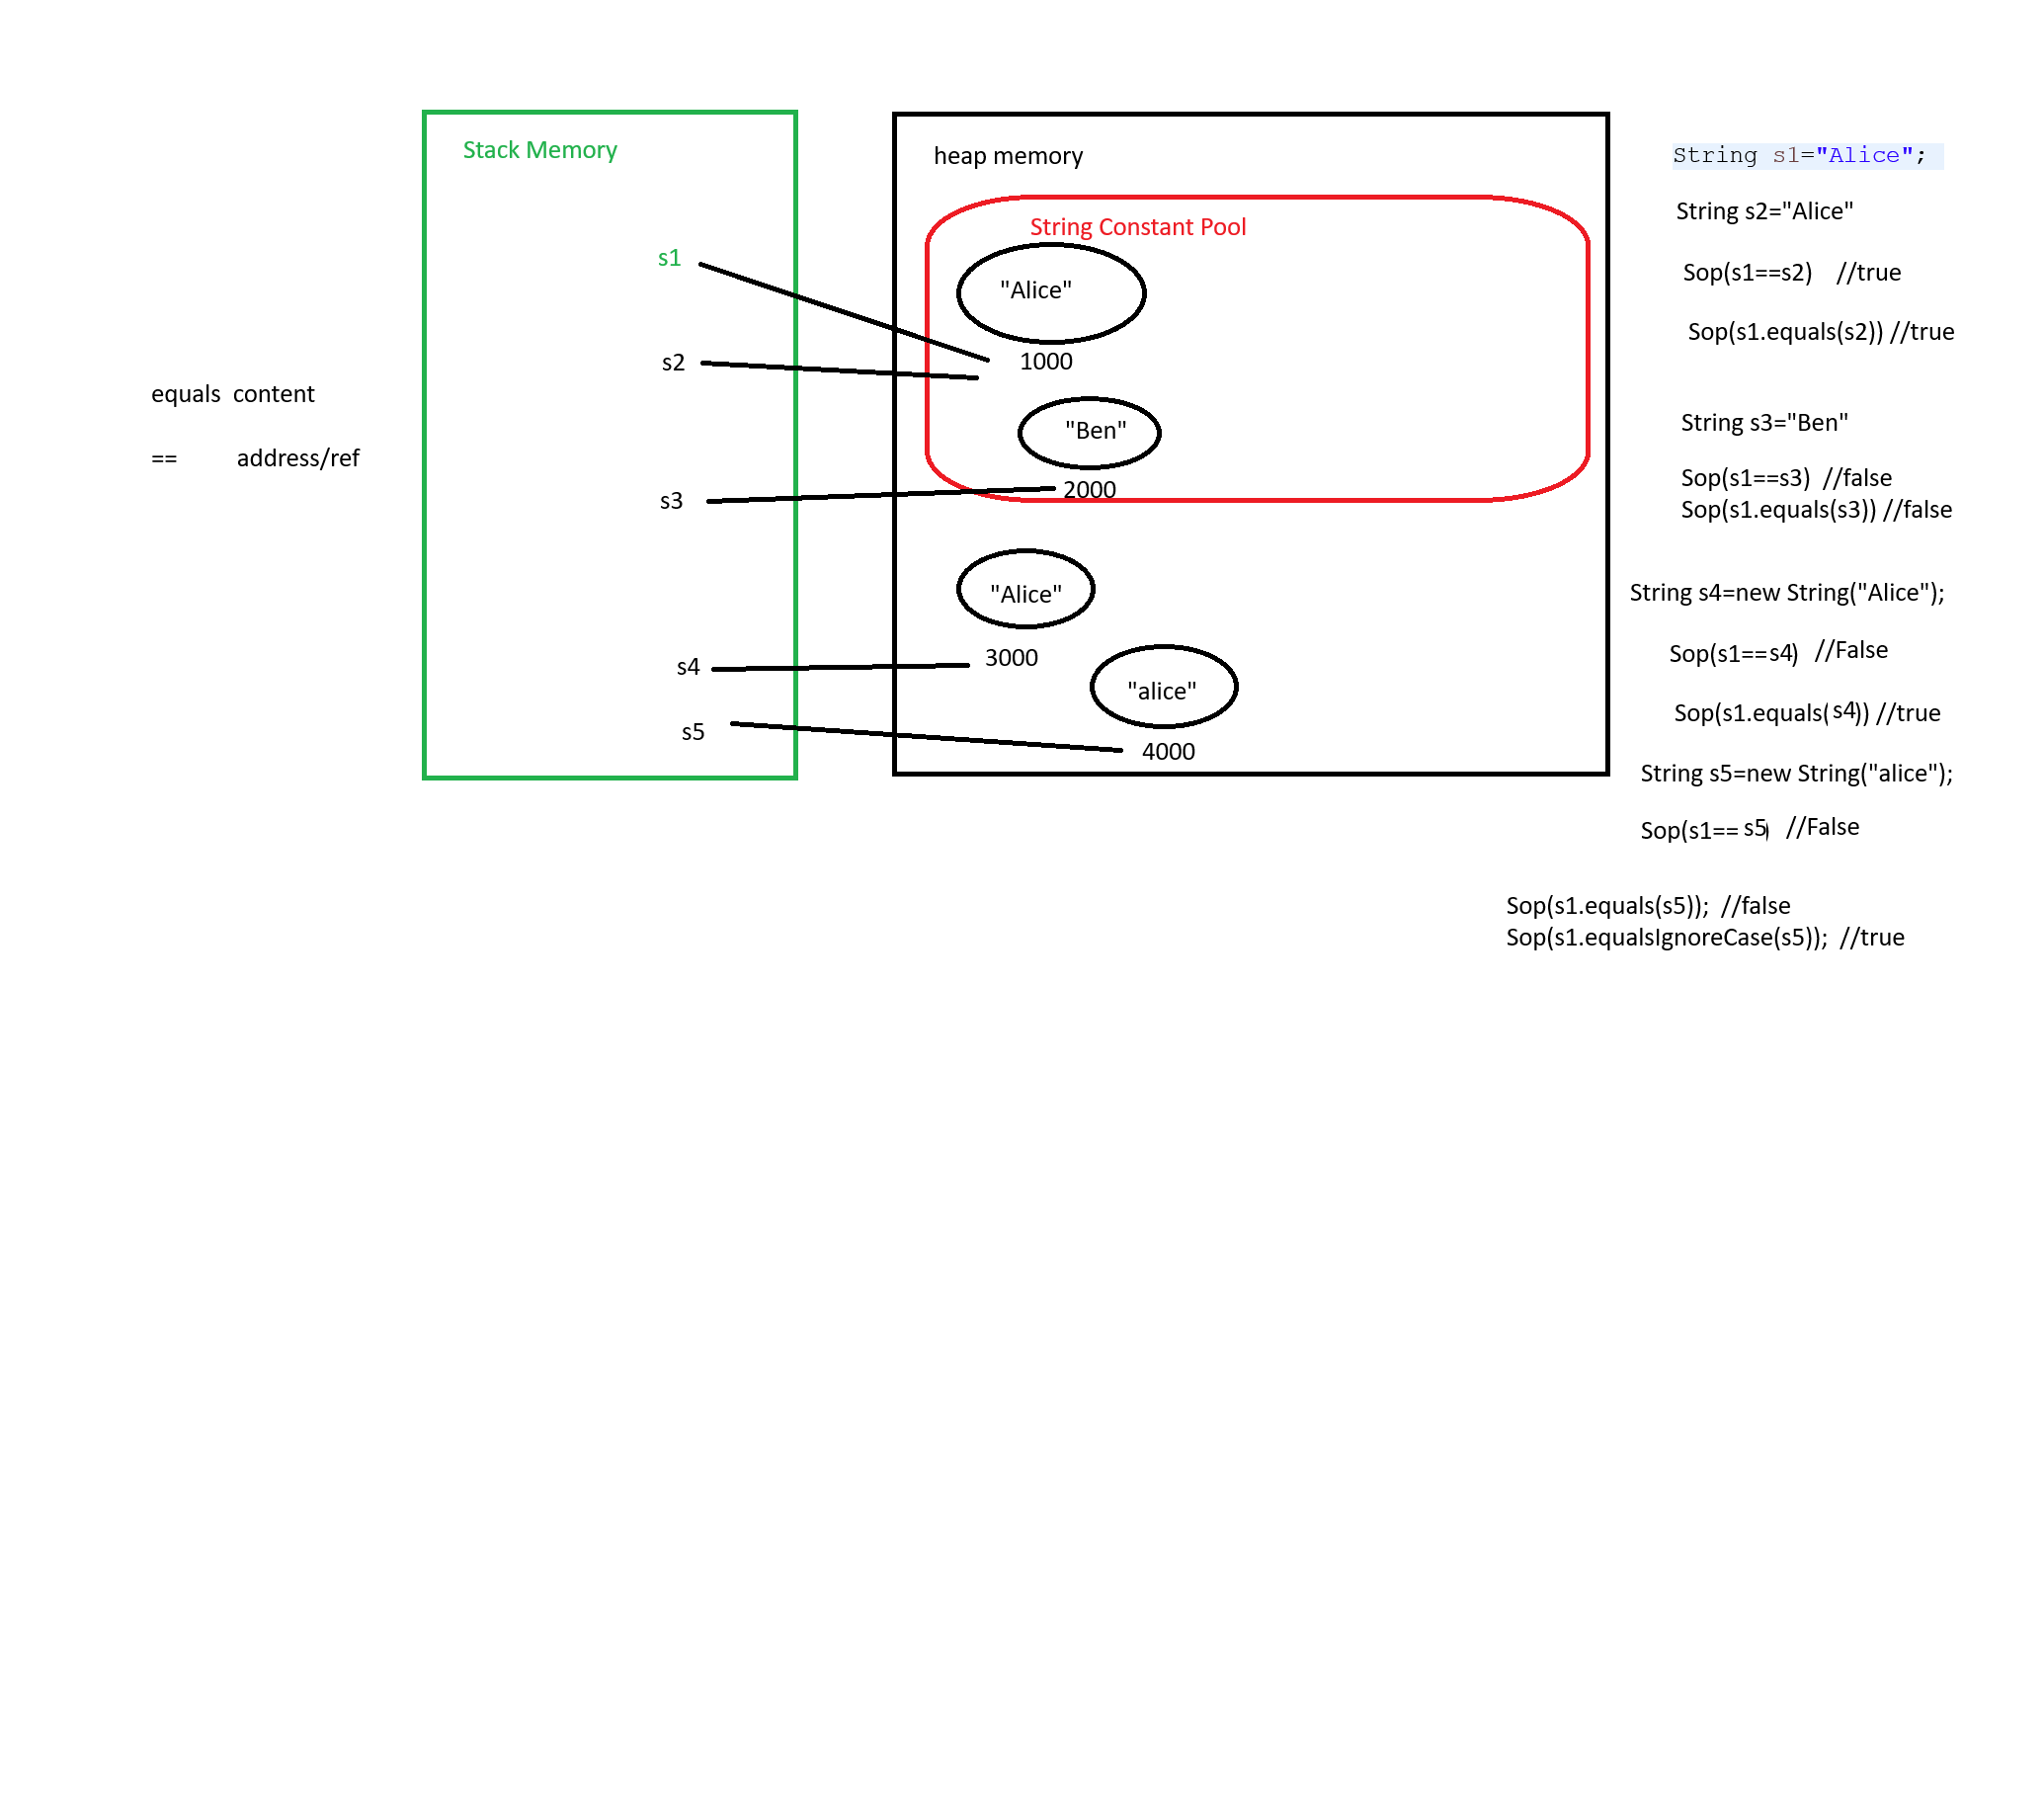 equals  content
==  address/ref
Stack Memory
s1
s2
s3
s4
s5
heap memory
String Constant Pool
"Alice"
1000
"Ben"
2000
"Alice"
3000
"alice"
4000
String s1="Alice";
String s2="Alice"
Sop(s1==s2)  //true
Sop(s1.equals(s2)) //true
String s3="Ben"
Sop(s1==s3)  //false
Sop(s1.equals(s3)) //false
String s4=new String("Alice");
Sop(s1==s4)  //False
Sop(s1.equals(s4)) //true
String s5=new String("alice");
Sop(s1== s5)  //False
Sop(s1.equals(s5));  //false
Sop(s1.equalsIgnoreCase(s5));  //true